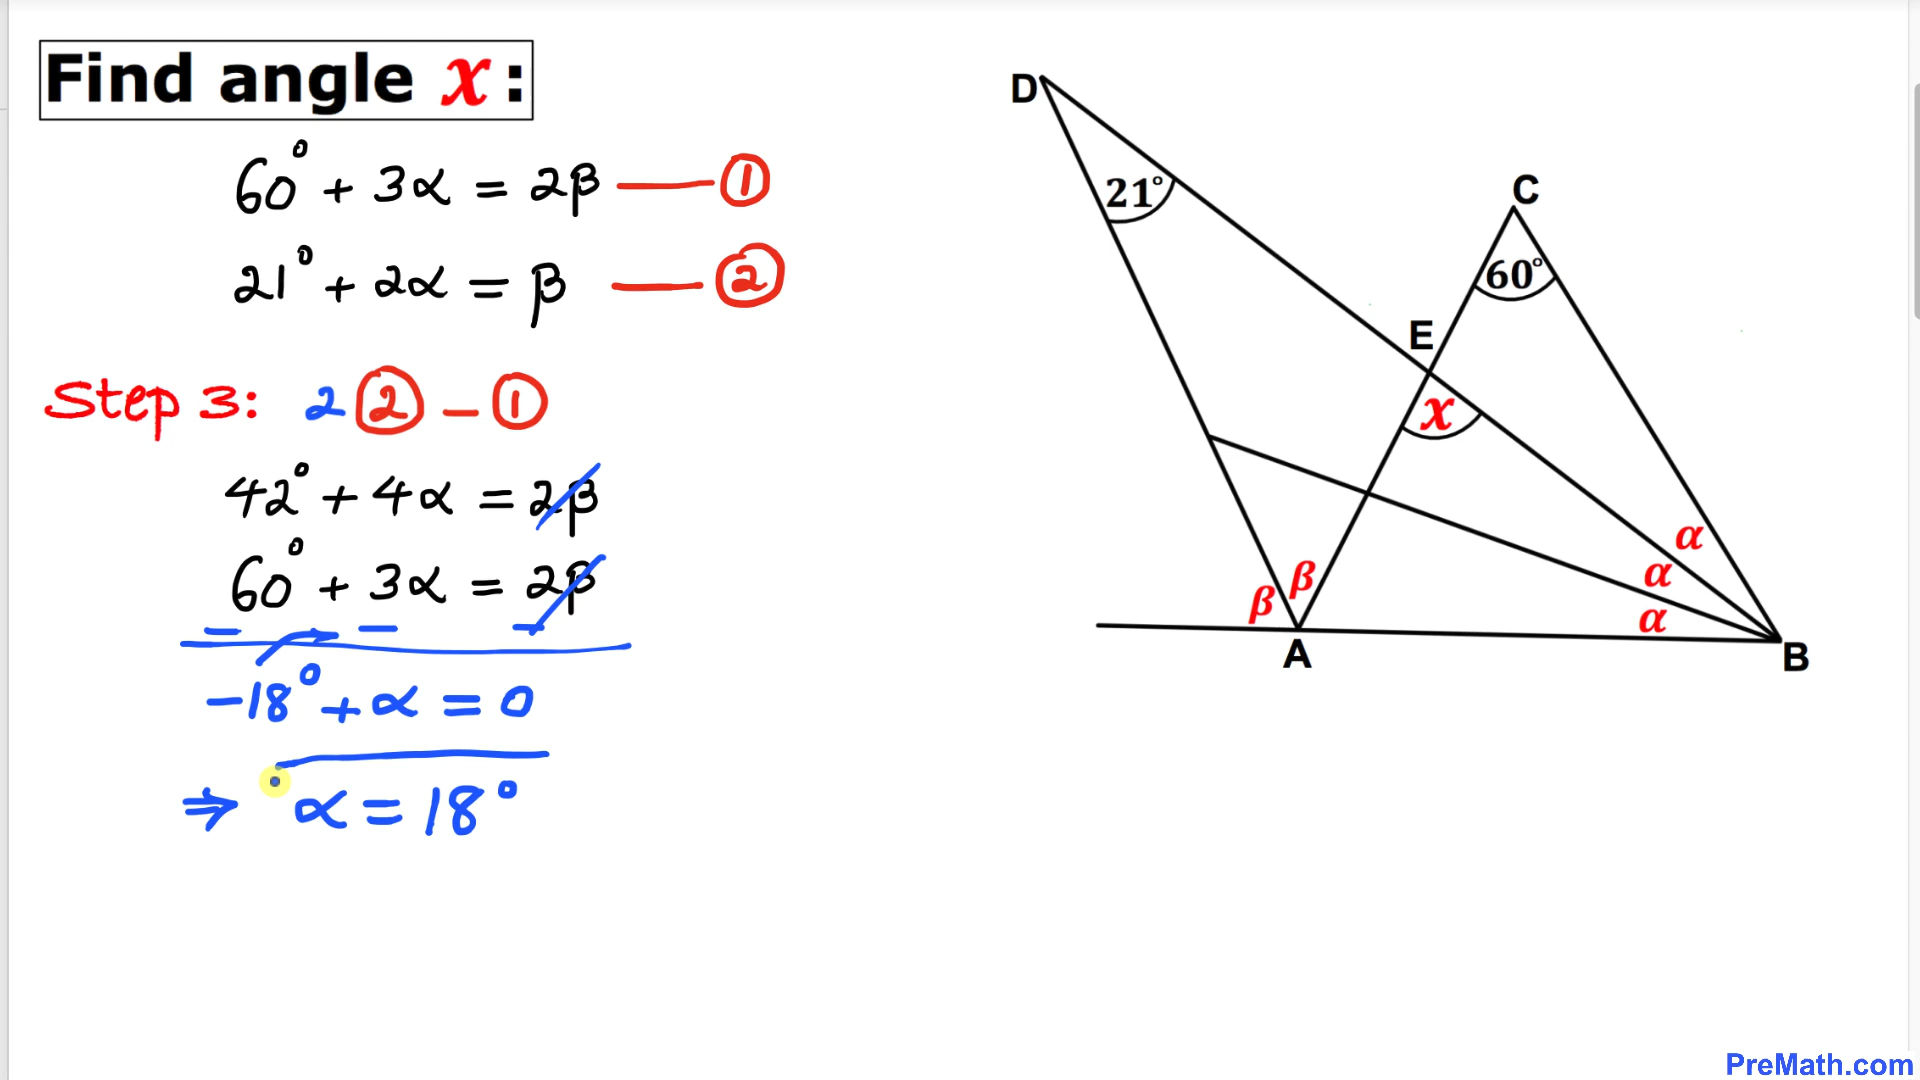 Find angle x:
60° + 3α = 2β — ①
21° + 2α = β — ②
Step 3: 2② – ①
42° + 4α = 2β
60° + 3α = 2β
– – –
-18° + α = 0
⇒ α = 18°
D
21°
C
60°
E
x
α
α
α
β
β
A
B
PreMath.com